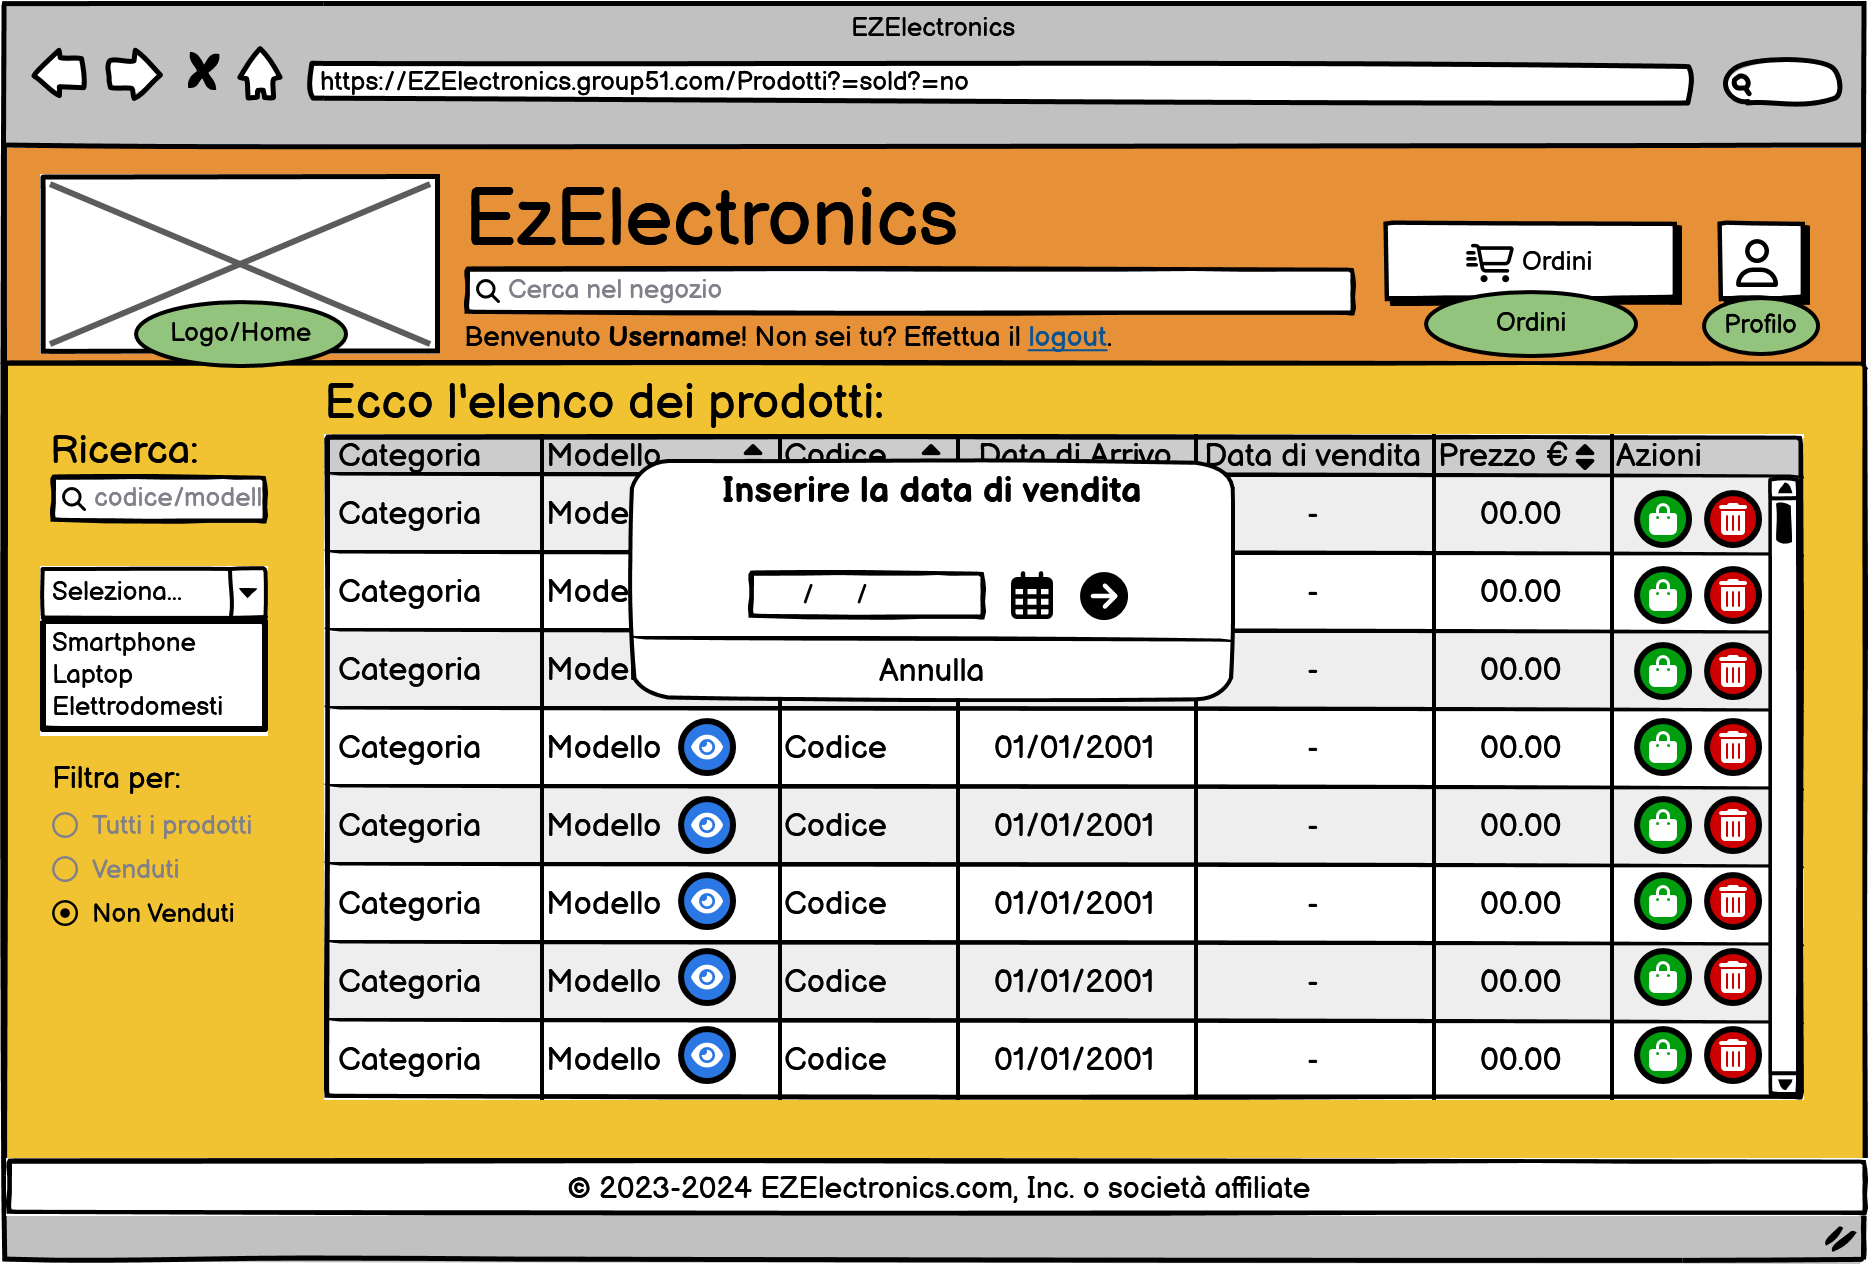 EZElectronics
https://EZElectronics.group51.com/Prodotti?=sold?=no
EzElectronics
Cerca nel negozio
Benvenuto Username! Non sei tu? Effettua il logout.
Logo/Home
Ordini
Ordini
Profilo
Ecco l'elenco dei prodotti:
Ricerca:
codice/modell
Seleziona...
Smartphone
Laptop
Elettrodomesti
Filtra per:
Tutti i prodotti
Venduti
Non Venduti
Categoria Modello Codice Data di Arrivo Data di vendita Prezzo € Azioni
Categoria Mode - 00.00
Categoria Mode - 00.00
Categoria Mode - 00.00
Inserire la data di vendita
/ /
Annulla
Categoria Modello Codice 01/01/2001 - 00.00
Categoria Modello Codice 01/01/2001 - 00.00
Categoria Modello Codice 01/01/2001 - 00.00
Categoria Modello Codice 01/01/2001 - 00.00
Categoria Modello Codice 01/01/2001 - 00.00
© 2023-2024 EZElectronics.com, Inc. o società affiliate